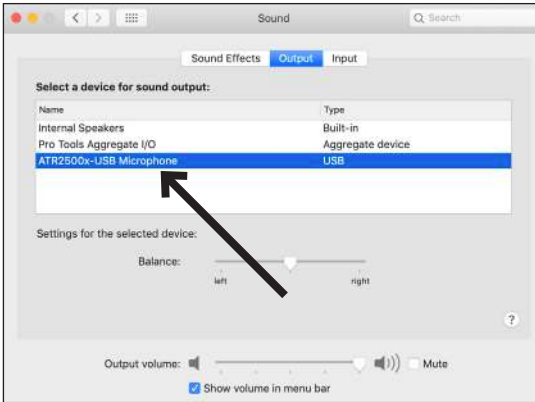 Sound
Search
Sound Effects Output Input
Select a device for sound output:
Name Type
Internal Speakers Built-in
Pro Tools Aggregate I/O Aggregate device
ATR2500x-USB Microphone USB
Settings for the selected device:
Balance:
left right
?
Output volume: Mute
Show volume in menu bar